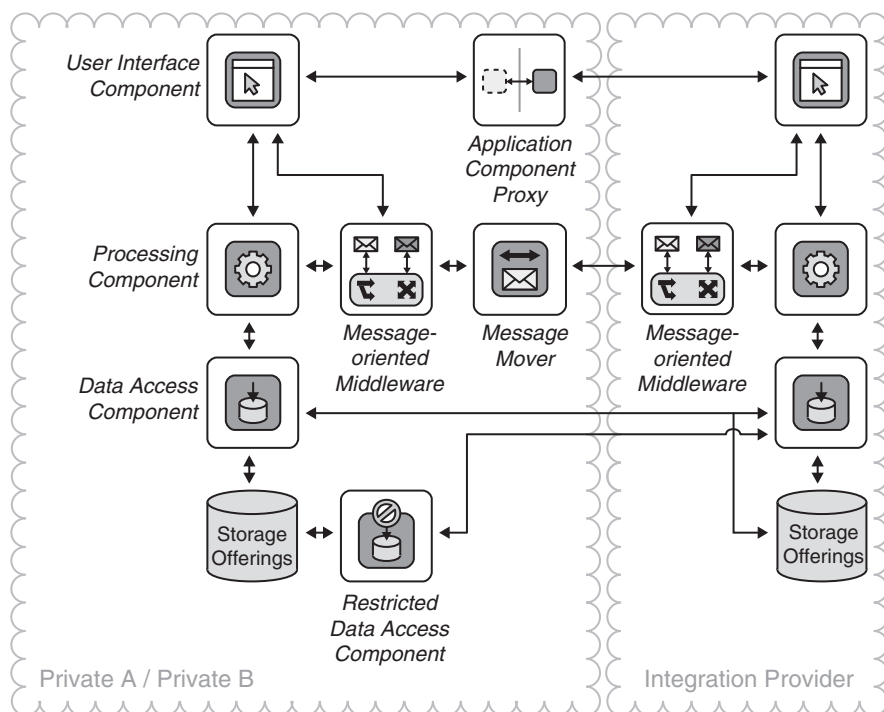 User Interface
Component
Application
Component
Proxy
Processing
Component
Message-
oriented
Middleware
Message
Mover
Message-
oriented
Middleware
Data Access
Component
Storage
Offerings
Storage
Offerings
Restricted
Data Access
Component
Private A / Private B
Integration Provider